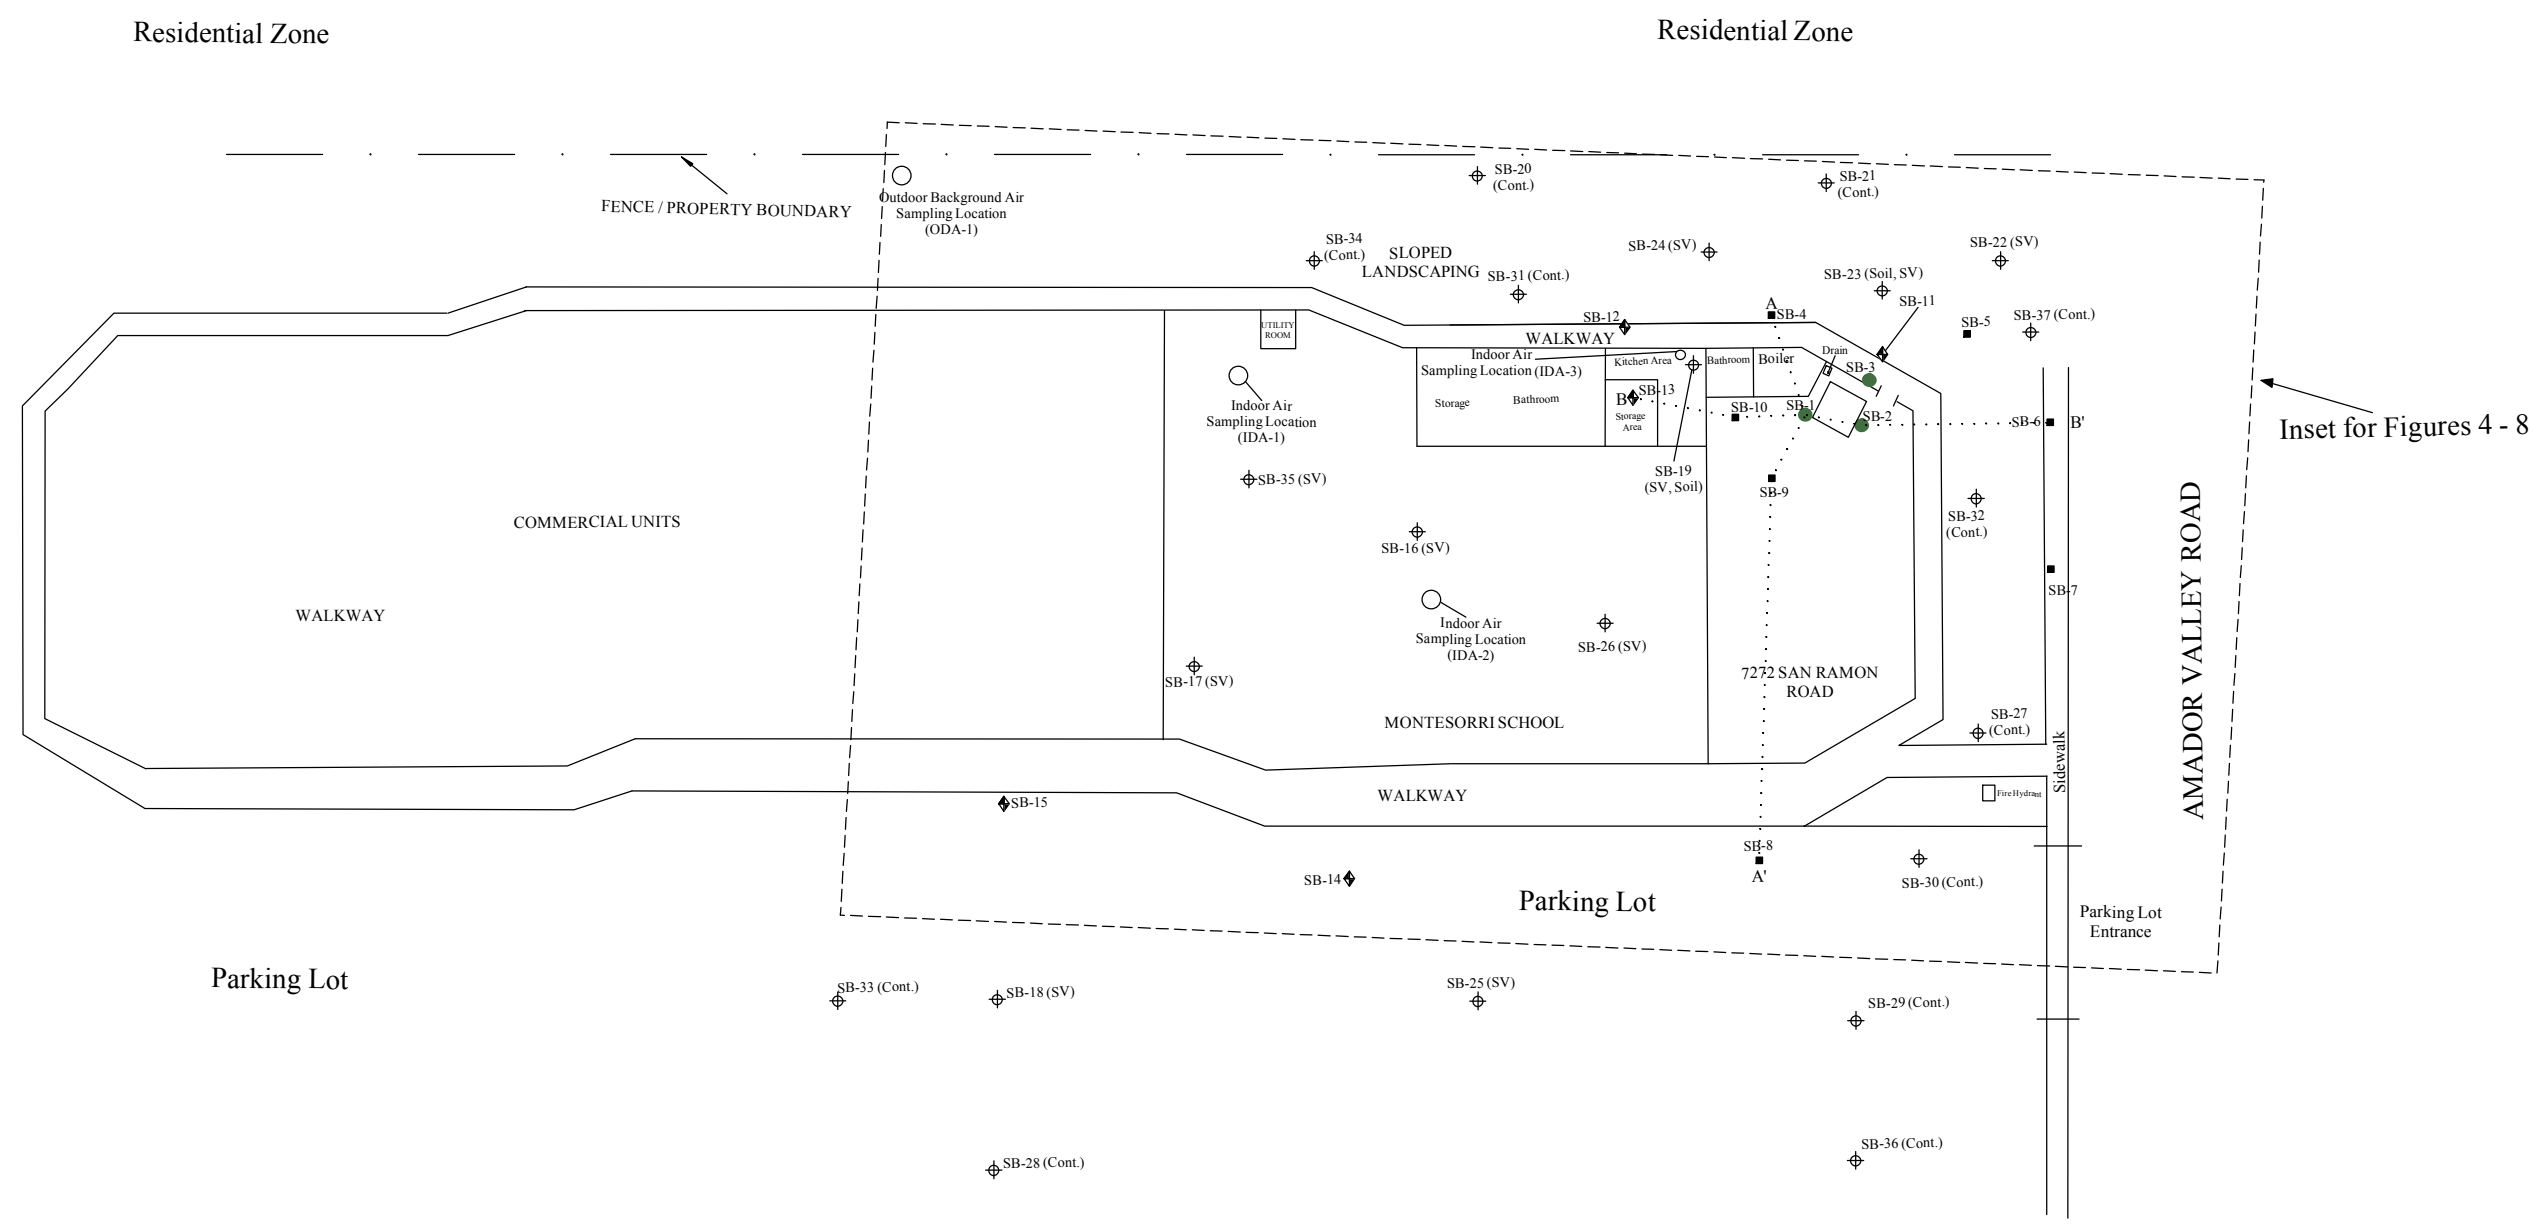 Residential Zone
Residential Zone
FENCE / PROPERTY BOUNDARY
Outdoor Background Air
Sampling Location
(ODA-1)
SB-20
(Cont.)
SB-21
(Cont.)
SB-34
(Cont.)
SLOPED
LANDSCAPING
SB-31 (Cont.)
SB-24 (SV)
SB-22 (SV)
SB-23 (Soil, SV)
SB-11
A
SB-4
SB-12
WALKWAY
SB-5
SB-37 (Cont.)
UTILITY
ROOM
Indoor Air
Sampling Location (IDA-3)
Kitchen Area
Bathroom
Boiler
Drain
SB-3
Indoor Air
Sampling Location
(IDA-1)
Storage
Bathroom
B
SB-13
Storage
Area
SB-10
SB-1
SB-2
SB-6
B'
Inset for Figures 4 - 8
SB-35 (SV)
SB-19
(SV, Soil)
SB-9
SB-32
(Cont.)
COMMERCIAL UNITS
SB-16 (SV)
SB-7
WALKWAY
Indoor Air
Sampling Location
(IDA-2)
SB-26 (SV)
AMADOR VALLEY ROAD
SB-17 (SV)
7272 SAN RAMON
ROAD
MONTESORRI SCHOOL
SB-27
(Cont.)
Sidewalk
Fire Hydrant
WALKWAY
SB-15
SB-8
A'
SB-14
SB-30 (Cont.)
Parking Lot
Parking Lot
Entrance
Parking Lot
SB-33 (Cont.)
SB-18 (SV)
SB-25 (SV)
SB-29 (Cont.)
SB-28 (Cont.)
SB-36 (Cont.)